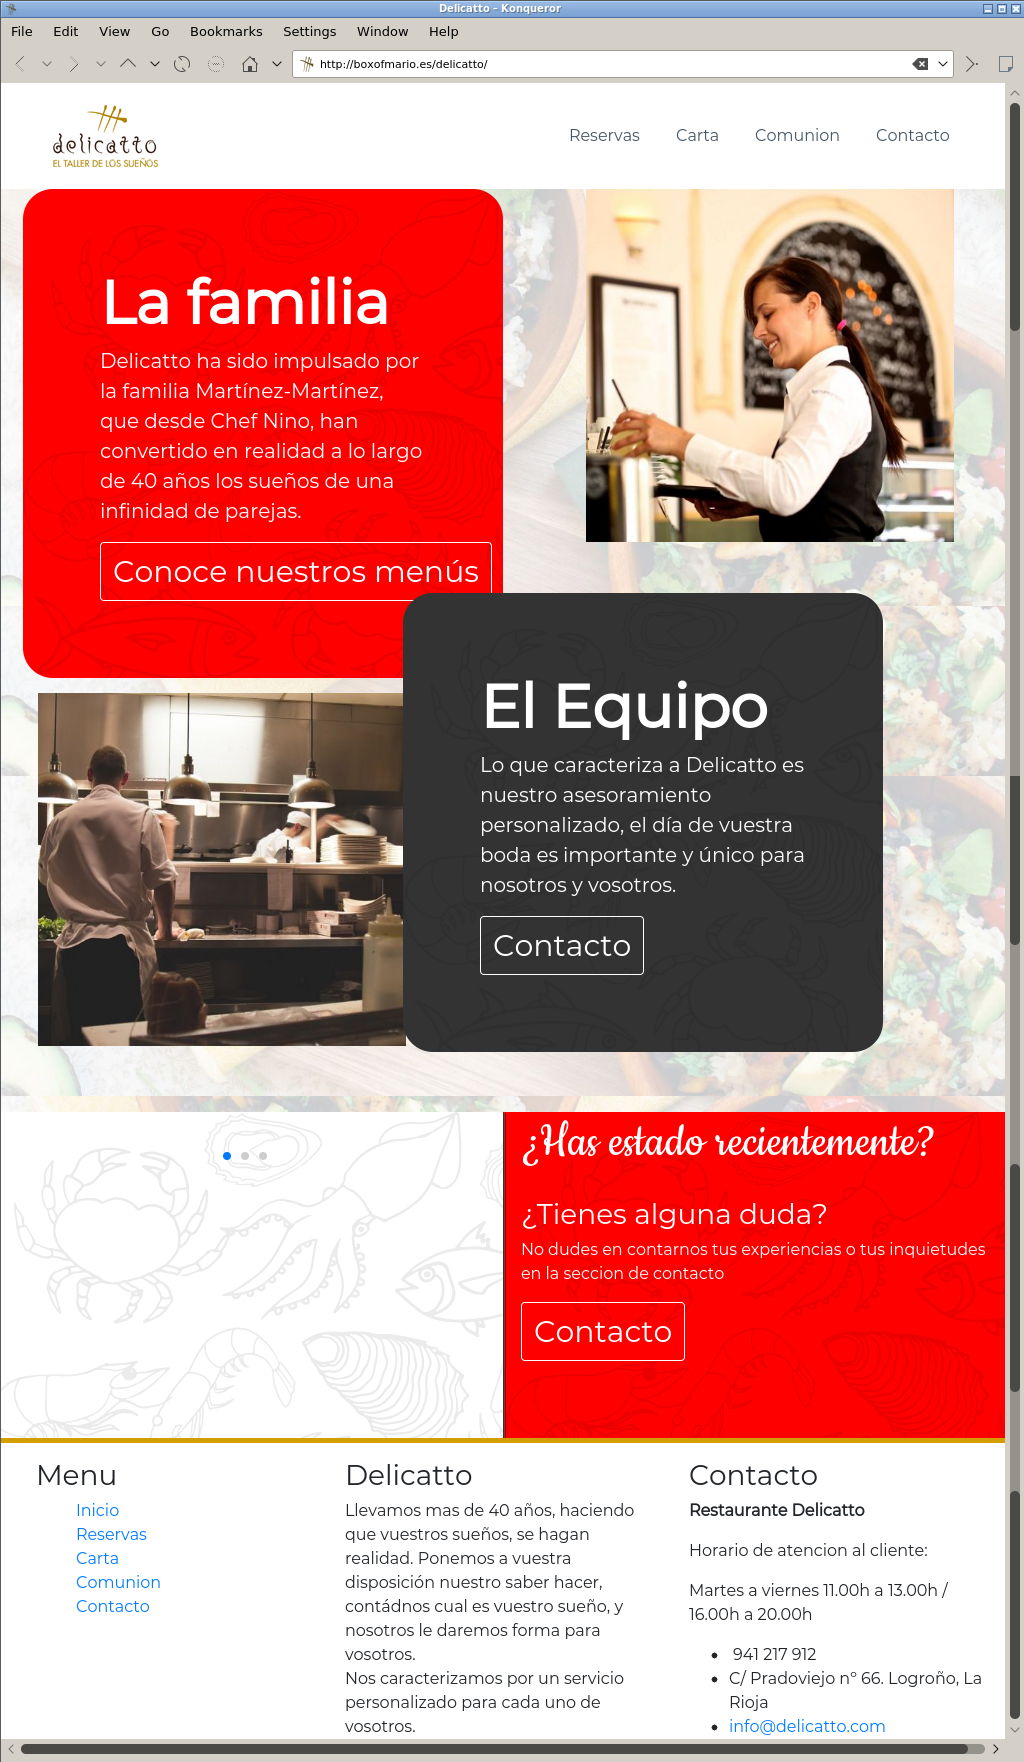 Delicatto – Konqueror
File Edit View Go Bookmarks Settings Window Help
http://boxofmario.es/delicatto/
delicatto
EL TALLER DE LOS SUEÑOS
Reservas Carta Comunion Contacto
La familia
Delicatto ha sido impulsado por
la familia Martínez-Martínez,
que desde Chef Nino, han
convertido en realidad a lo largo
de 40 años los sueños de una
infinidad de parejas.
Conoce nuestros menús
El Equipo
Lo que caracteriza a Delicatto es
nuestro asesoramiento
personalizado, el día de vuestra
boda es importante y único para
nosotros y vosotros.
Contacto
¿Has estado recientemente?
¿Tienes alguna duda?
No dudes en contarnos tus experiencias o tus inquietudes
en la seccion de contacto
Contacto
Menu
Inicio
Reservas
Carta
Comunion
Contacto
Delicatto
Llevamos mas de 40 años, haciendo
que vuestros sueños, se hagan
realidad. Ponemos a vuestra
disposición nuestro saber hacer,
contádnos cual es vuestro sueño, y
nosotros le daremos forma para
vosotros.
Nos caracterizamos por un servicio
personalizado para cada uno de
vosotros.
Contacto
Restaurante Delicatto
Horario de atencion al cliente:
Martes a viernes 11.00h a 13.00h /
16.00h a 20.00h
941 217 912
C/ Pradoviejo nº 66. Logroño, La
Rioja
info@delicatto.com